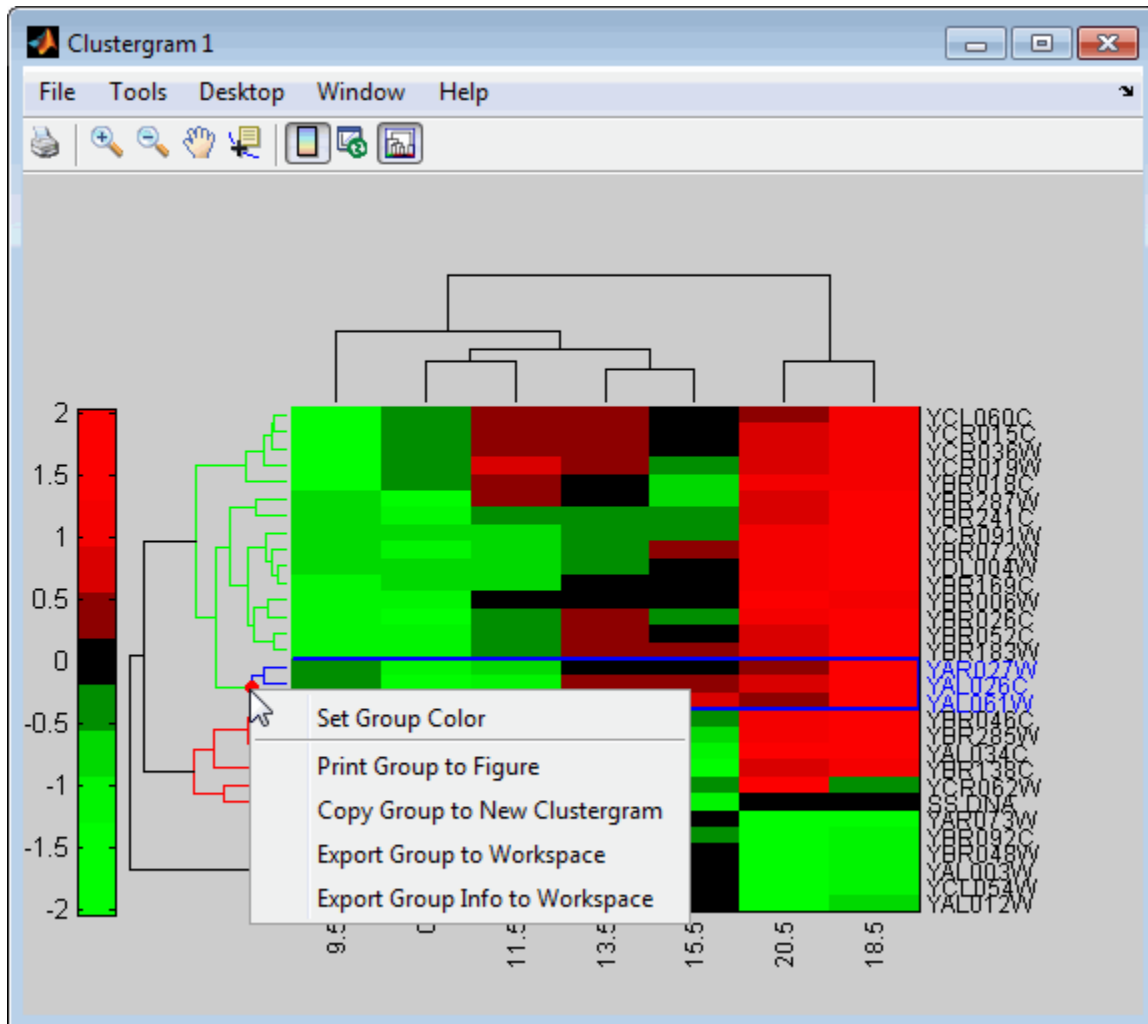 Clustergram 1
File Tools Desktop Window Help
2
1.5
1
0.5
0
-0.5
-1
-1.5
-2
YCL060C
YCR015C
YCR036W
YCR019W
YBR018C
YBR297W
YBR241C
YCR091W
YBR072W
YDL004W
YBR169C
YBR006W
YBR026C
YBR052C
YBR183W
YAR027W
YAL026C
YAL061W
YBR046C
YBR285W
YAL034C
YBR138C
YCR062W
SS DNA
YAR073W
YBR092C
YBR048W
YAL003W
YCL054W
YAL012W
Set Group Color
Print Group to Figure
Copy Group to New Clustergram
Export Group to Workspace
Export Group Info to Workspace
9.5
0
11.5
13.5
15.5
20.5
18.5